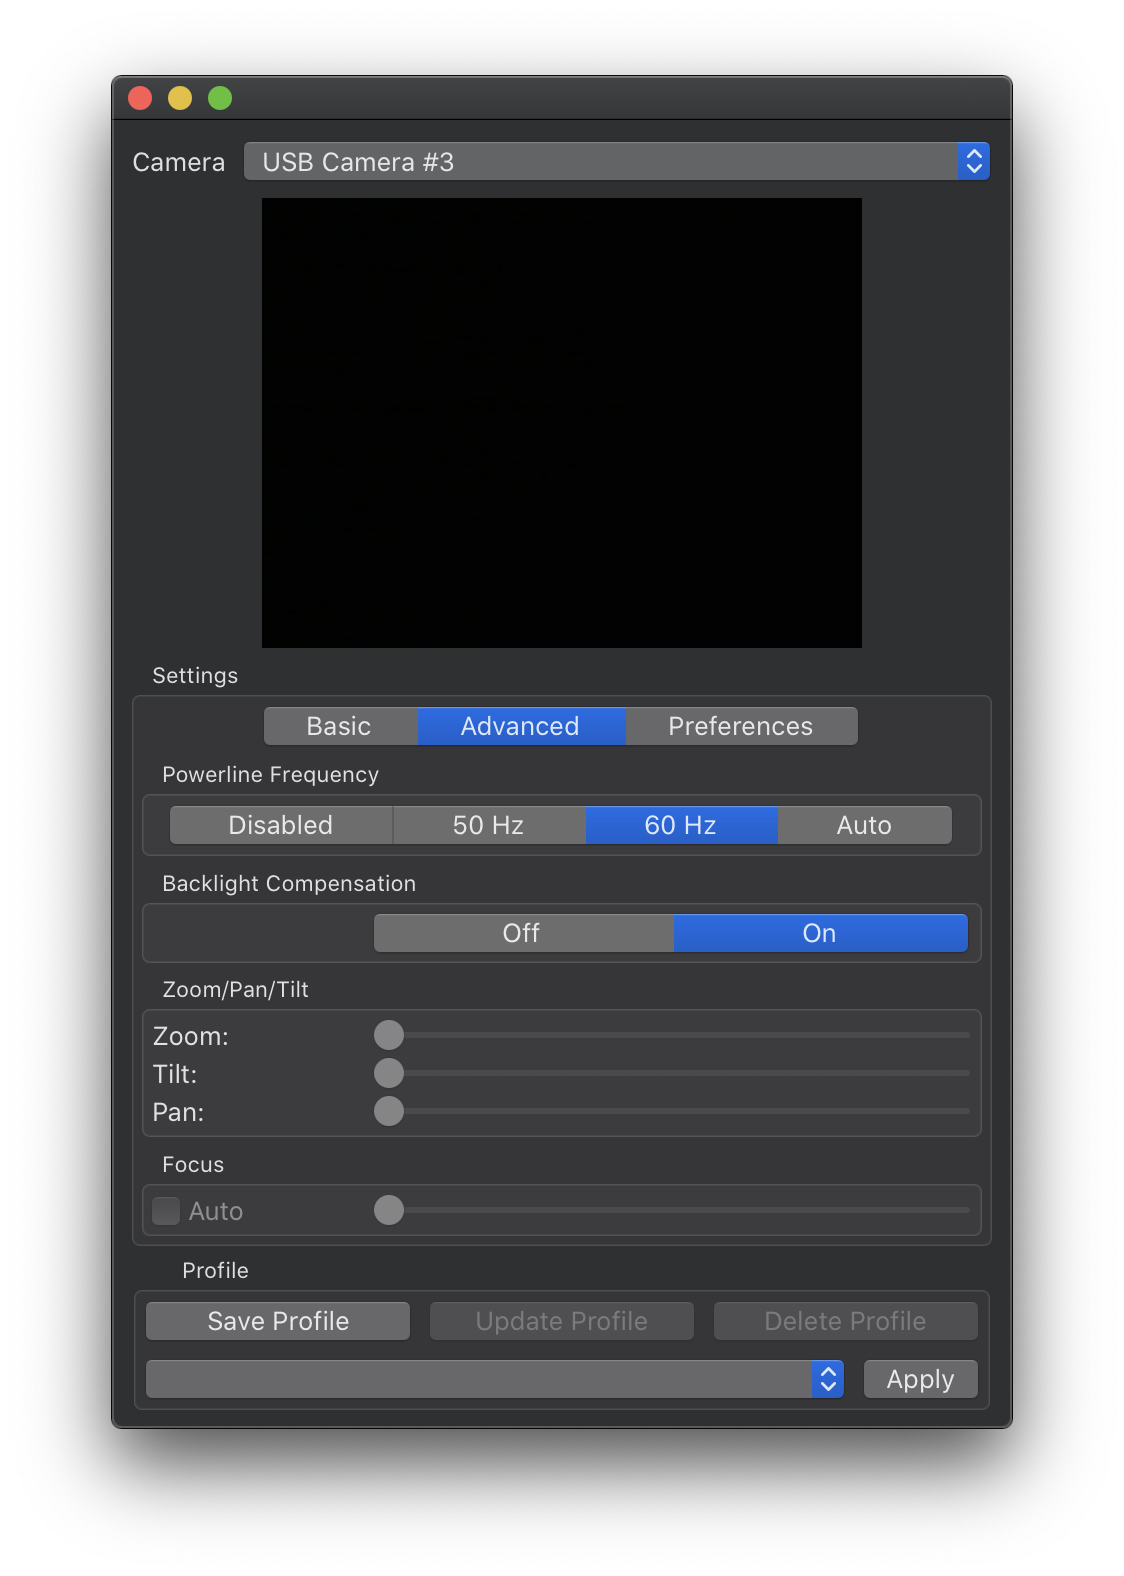 Camera USB Camera #3
Settings
Basic Advanced Preferences
Powerline Frequency
Disabled 50 Hz 60 Hz Auto
Backlight Compensation
Off On
Zoom/Pan/Tilt
Zoom:
Tilt:
Pan:
Focus
Auto
Profile
Save Profile Update Profile Delete Profile
Apply